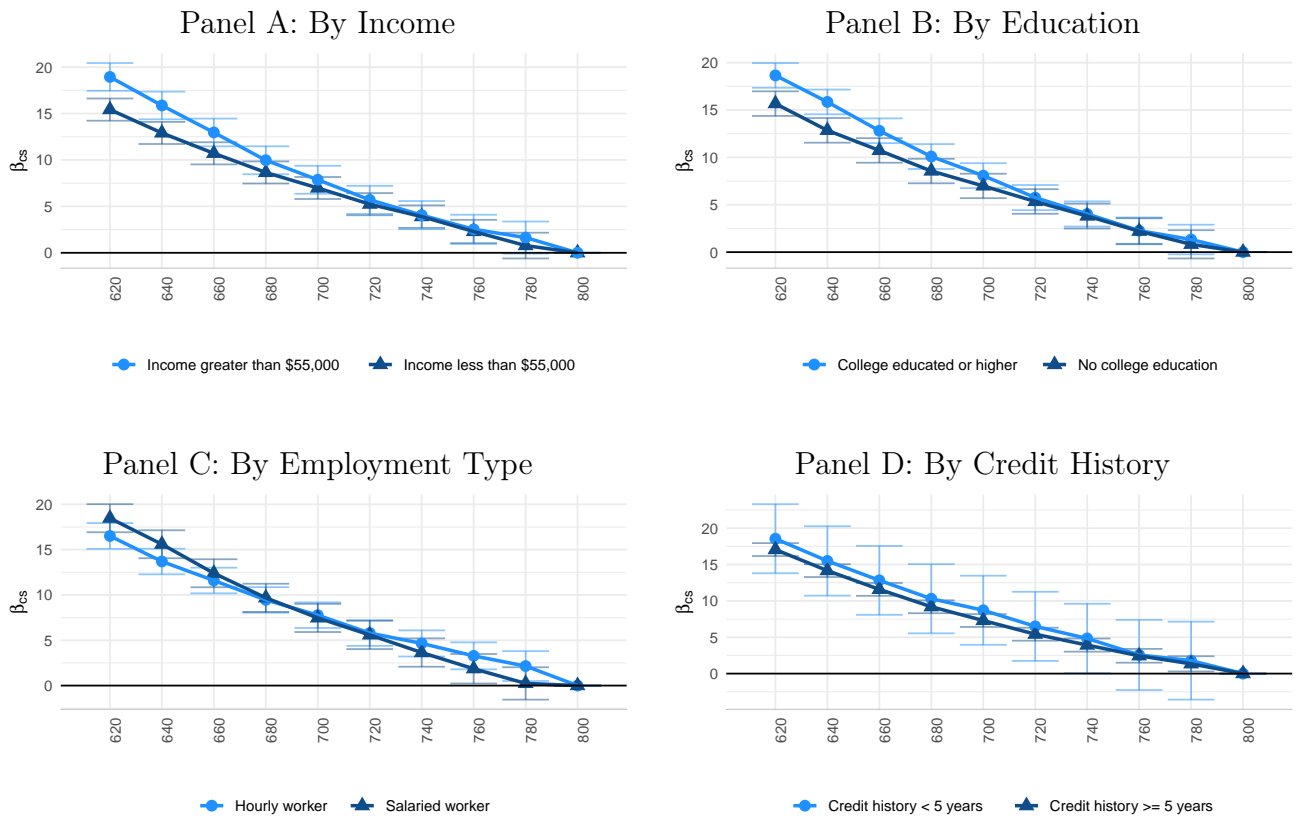 Panel A: By Income
20
15
10
5
0
βcs
620 640 660 680 700 720 740 760 780 800
Income greater than $55,000 Income less than $55,000
Panel B: By Education
20
15
10
5
0
βcs
620 640 660 680 700 720 740 760 780 800
College educated or higher No college education
Panel C: By Employment Type
20
15
10
5
0
βcs
620 640 660 680 700 720 740 760 780 800
Hourly worker Salaried worker
Panel D: By Credit History
20
15
10
5
0
βcs
620 640 660 680 700 720 740 760 780 800
Credit history < 5 years Credit history >= 5 years